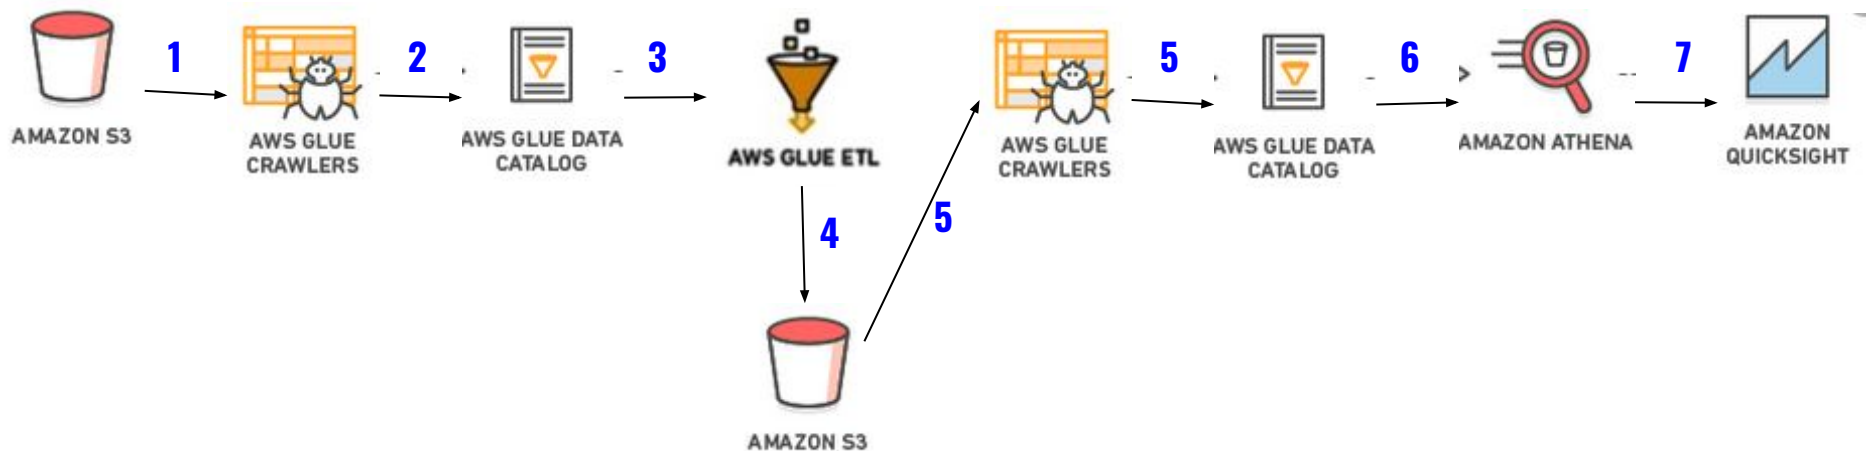 1
2
3
5
6
7
AMAZON S3
AWS GLUE
CRAWLERS
AWS GLUE DATA
CATALOG
AWS GLUE ETL
AWS GLUE
CRAWLERS
AWS GLUE DATA
CATALOG
AMAZON ATHENA
AMAZON
QUICKSIGHT
4
5
AMAZON S3